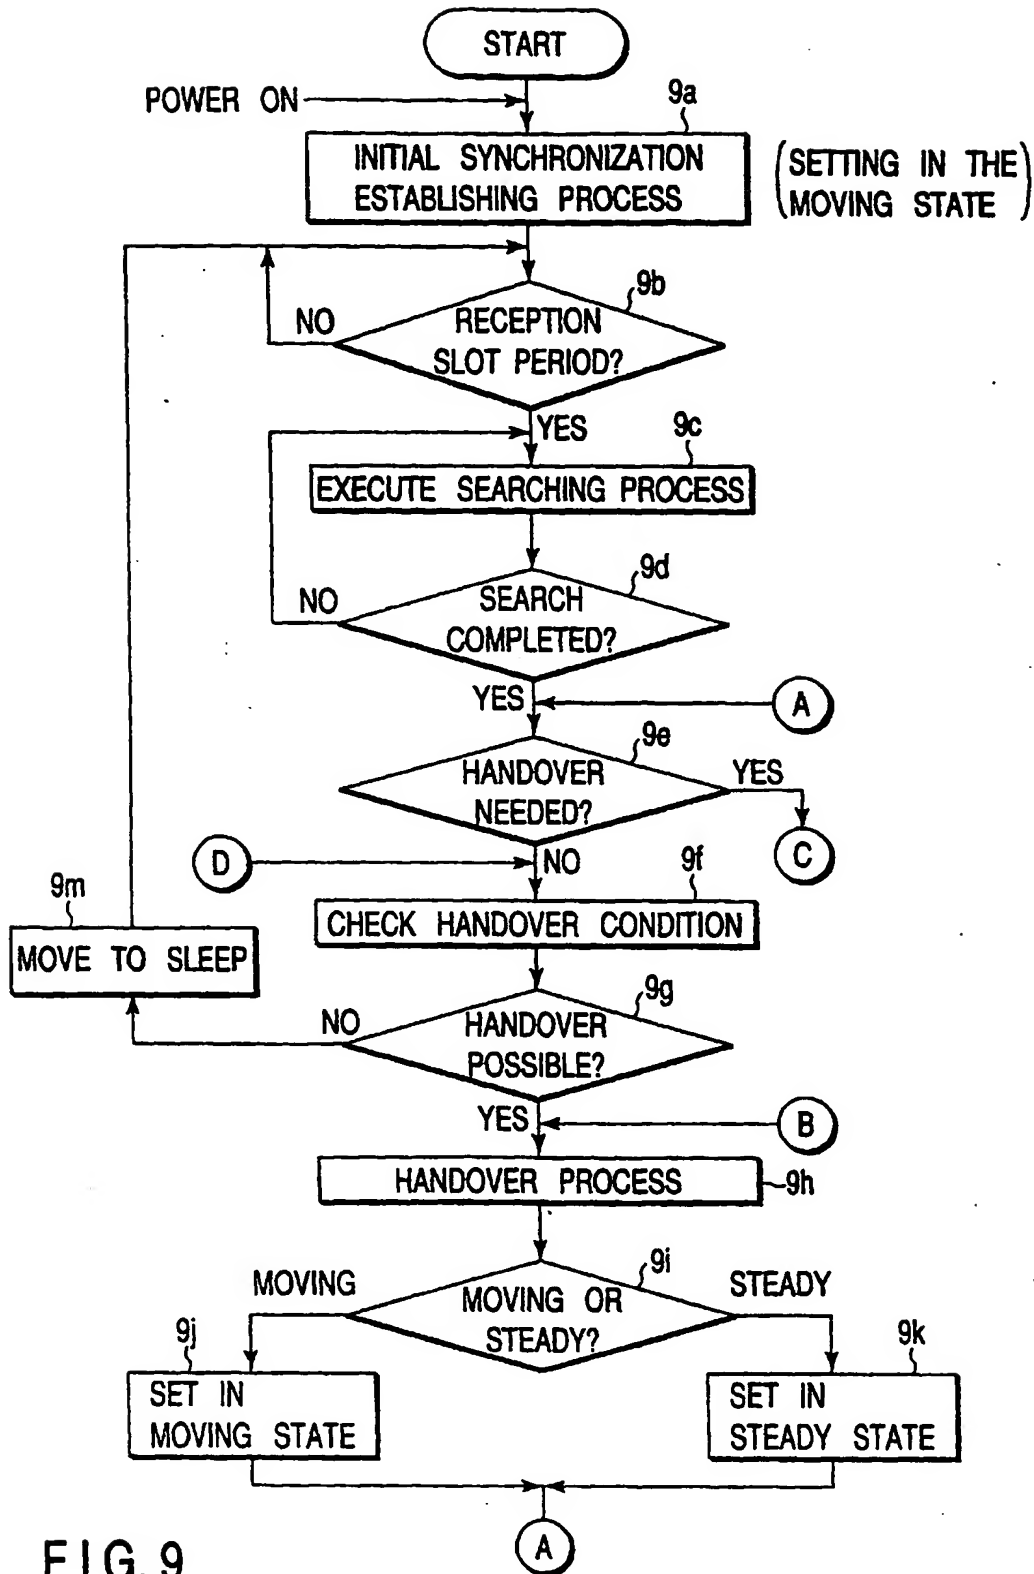 START
POWER ON
9a
INITIAL SYNCHRONIZATION
ESTABLISHING PROCESS
(SETTING IN THE
MOVING STATE)
9b
NO
RECEPTION
SLOT PERIOD?
YES
9c
EXECUTE SEARCHING PROCESS
9d
NO
SEARCH
COMPLETED?
YES
A
9e
HANDOVER
NEEDED?
YES
C
D
NO
9f
CHECK HANDOVER CONDITION
9m
MOVE TO SLEEP
9g
NO
HANDOVER
POSSIBLE?
YES
B
HANDOVER PROCESS
9h
9i
MOVING
STEADY
MOVING OR
STEADY?
9j
SET IN
MOVING STATE
9k
SET IN
STEADY STATE
A
FIG. 9